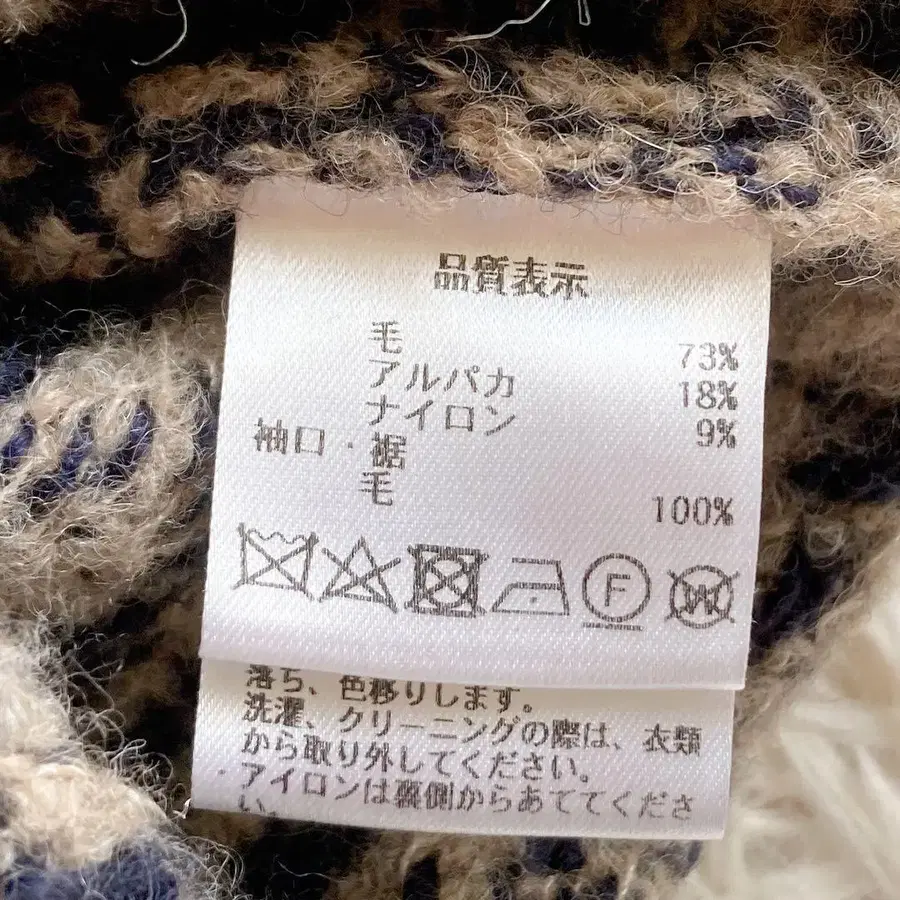 品質表示
毛 73%
アルパカ 18%
ナイロン 9%
袖口・裾
毛 100%
F W
落ち、色移りします。
洗濯、クリーニングの際は、衣類
から取り外してください。
アイロンは裏側からあててくださ
い。